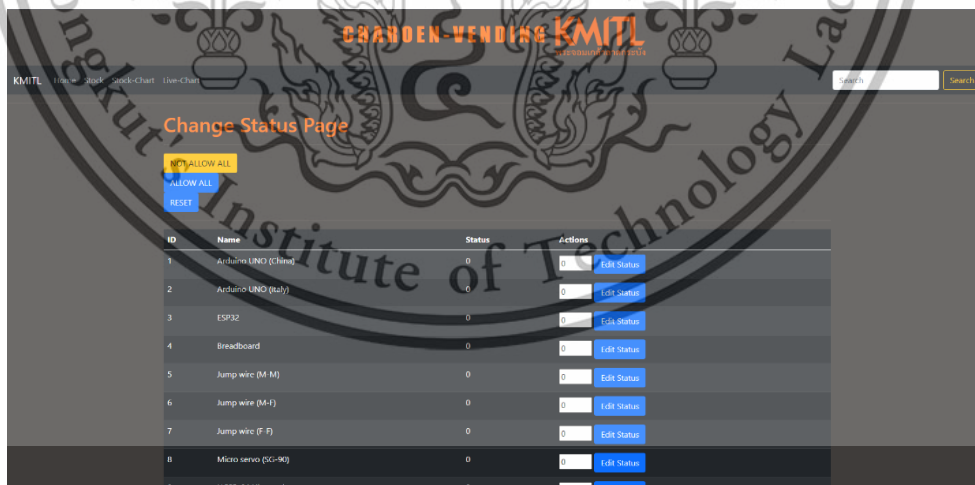 CHAROEN-VENDING KMITL
KMITL Home Stock Stock-Chart Live-Chart Search Search
Change Status Page
NOT ALLOW ALL
ALLOW ALL
RESET
ID Name Status Actions
1 Arduino UNO (China) 0 0 Edit Status
2 Arduino UNO (Italy) 0 0 Edit Status
3 ESP32 0 0 Edit Status
4 Breadboard 0 0 Edit Status
5 Jump wire (M-M) 0 0 Edit Status
6 Jump wire (M-F) 0 0 Edit Status
7 Jump wire (F-F) 0 0 Edit Status
8 Micro servo (SG-90) 0 0 Edit Status
Institute of Technology